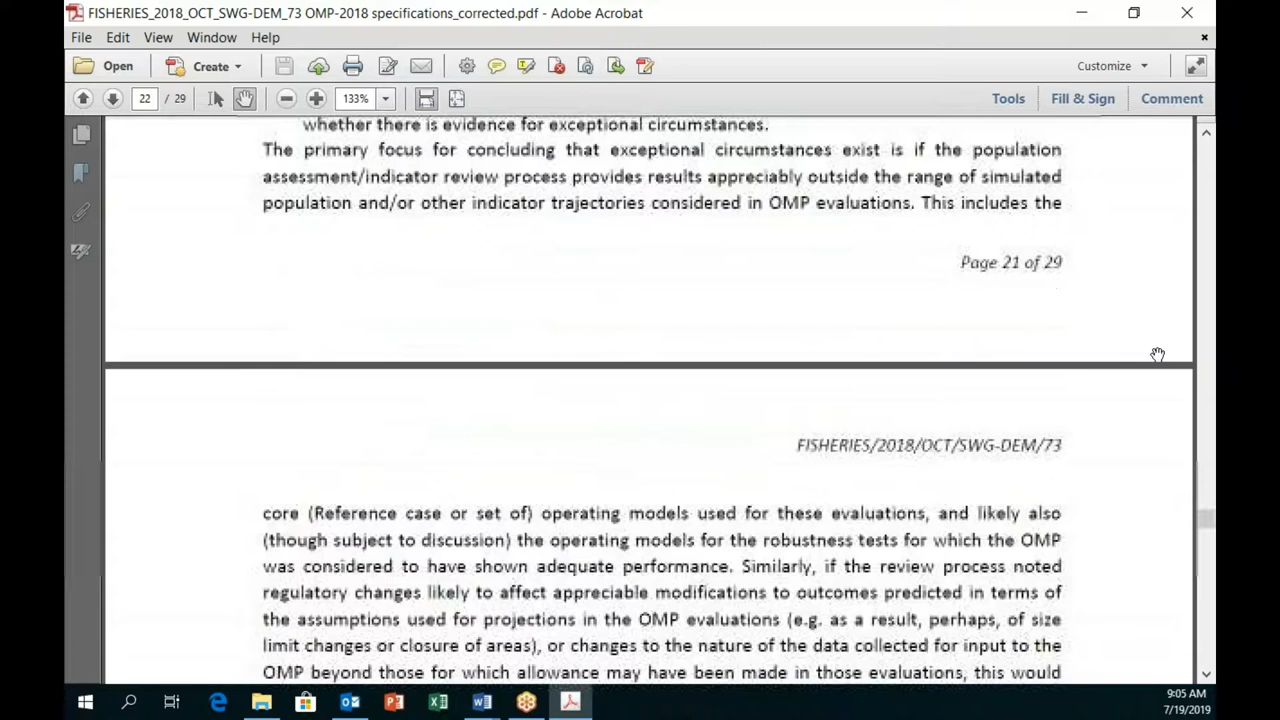 FISHERIES_2018_OCT_SWG-DEM_73 OMP-2018 specifications_corrected.pdf - Adobe Acrobat
File Edit View Window Help
Open Create Customize
22 / 29 133% Tools Fill & Sign Comment
whether there is evidence for exceptional circumstances.
The primary focus for concluding that exceptional circumstances exist is if the population
assessment/indicator review process provides results appreciably outside the range of simulated
population and/or other indicator trajectories considered in OMP evaluations. This includes the
Page 21 of 29
FISHERIES/2018/OCT/SWG-DEM/73
core (Reference case or set of) operating models used for these evaluations, and likely also
(though subject to discussion) the operating models for the robustness tests for which the OMP
was considered to have shown adequate performance. Similarly, if the review process noted
regulatory changes likely to affect appreciable modifications to outcomes predicted in terms of
the assumptions used for projections in the OMP evaluations (e.g. as a result, perhaps, of size
limit changes or closure of areas), or changes to the nature of the data collected for input to the
OMP beyond those for which allowance may have been made in those evaluations, this would
9:05 AM
7/19/2019